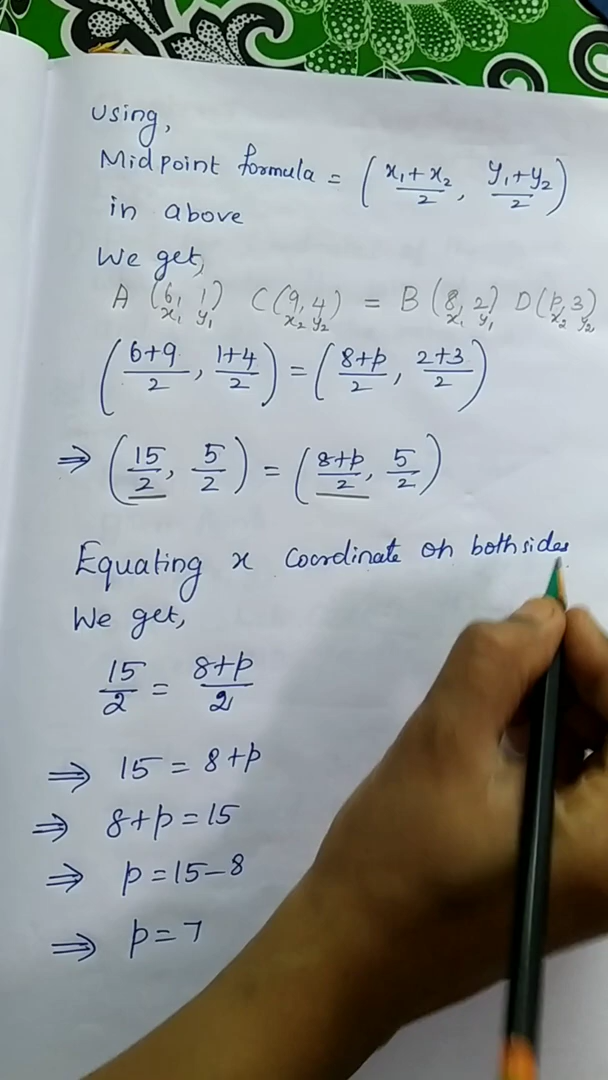 Using,
Midpoint formula = ( x₁+x₂/2 , y₁+y₂/2 )
in above
We get,
A (6, 1) C(9,4) = B (8,2) D(p,3)
x₁ y₁ x₂ y₂ x₁ y₁ x₂ y₂
( 6+9/2 , 1+4/2 ) = ( 8+p/2 , 2+3/2 )
⇒ ( 15/2 , 5/2 ) = ( 8+p/2 , 5/2 )
Equating x coordinate on both sides
We get,
15/2 = 8+p/2
⇒ 15 = 8+p
⇒ 8+p=15
⇒ p=15-8
⇒ p=7